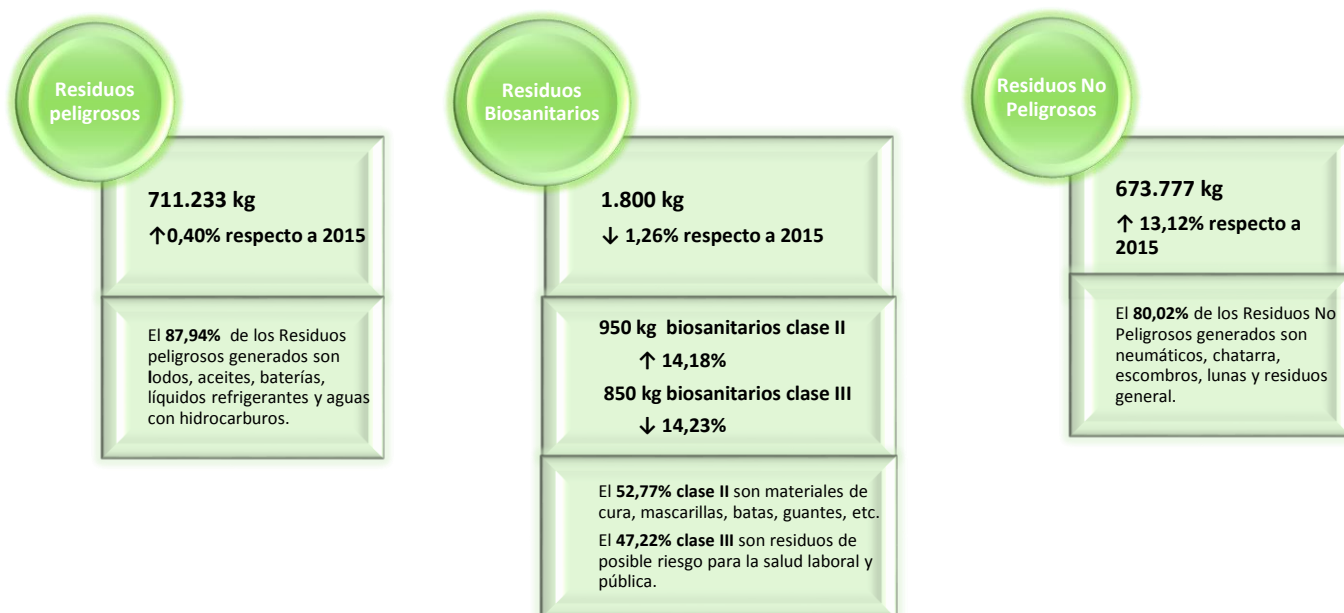 Residuos
peligrosos
711.233 kg
↑0,40% respecto a 2015
El 87,94% de los Residuos
peligrosos generados son
lodos, aceites, baterías,
líquidos refrigerantes y aguas
con hidrocarburos.
Residuos
Biosanitarios
1.800 kg
↓ 1,26% respecto a 2015
950 kg biosanitarios clase II
↑ 14,18%
850 kg biosanitarios clase III
↓ 14,23%
El 52,77% clase II son materiales de
cura, mascarillas, batas, guantes, etc.
El 47,22% clase III son residuos de
posible riesgo para la salud laboral y
pública.
Residuos No
Peligrosos
673.777 kg
↑ 13,12% respecto a
2015
El 80,02% de los Residuos No
Peligrosos generados son
neumáticos, chatarra,
escombros, lunas y residuos
general.